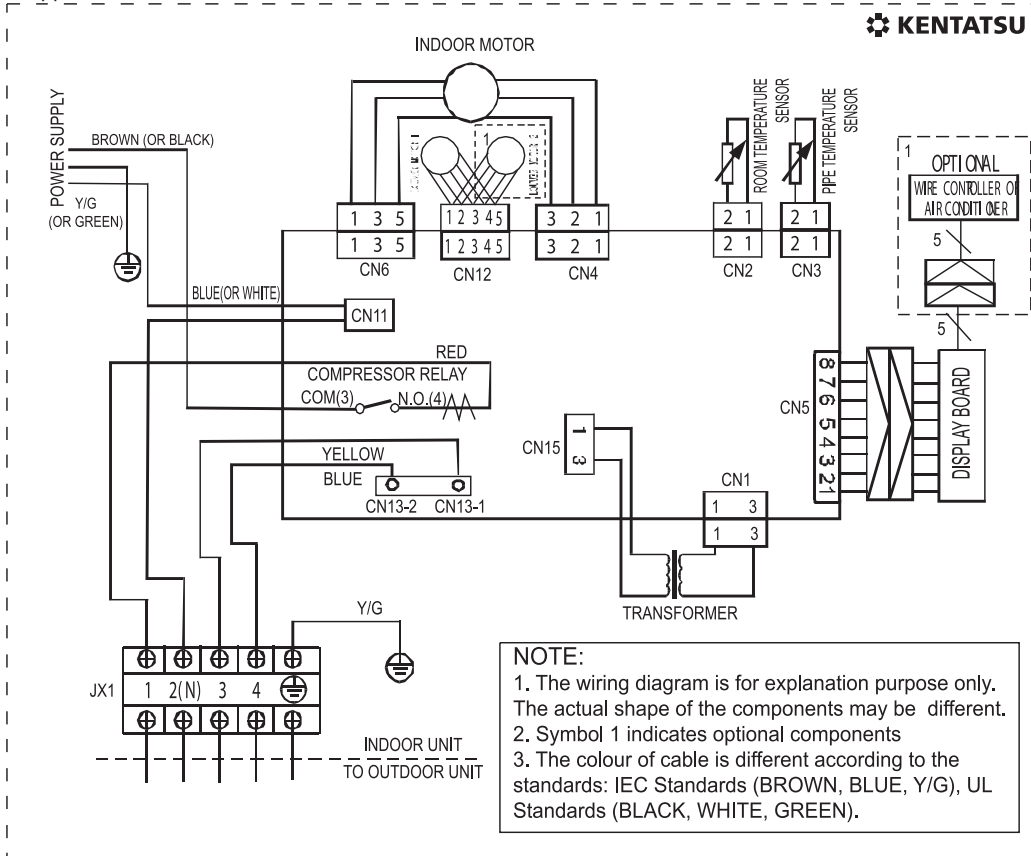 KENTATSU
INDOOR MOTOR
POWER SUPPLY
BROWN (OR BLACK)
Y/G
(OR GREEN)
BLUE(OR WHITE)
1
ROOM TEMPERATURE
SENSOR
PIPE TEMPERATURE
SENSOR
1
OPTIONAL
WIRE CONTROLLER OF
AIR CONDITIONER
5
5
1 3 5
1 3 5
CN6
1 2 3 4 5
1 2 3 4 5
CN12
3 2 1
3 2 1
CN4
2 1
2 1
CN2
2 1
2 1
CN3
CN11
RED
COMPRESSOR RELAY
COM(3)
N.O.(4)
YELLOW
BLUE
CN13-2
CN13-1
CN15
1
3
CN5
8 7 6 5 4 3 2 1
DISPLAY BOARD
CN1
1 3
1 3
TRANSFORMER
Y/G
JX1
1 2(N) 3 4
INDOOR UNIT
TO OUTDOOR UNIT
NOTE:
1. The wiring diagram is for explanation purpose only.
The actual shape of the components may be different.
2. Symbol 1 indicates optional components
3. The colour of cable is different according to the
standards: IEC Standards (BROWN, BLUE, Y/G), UL
Standards (BLACK, WHITE, GREEN).